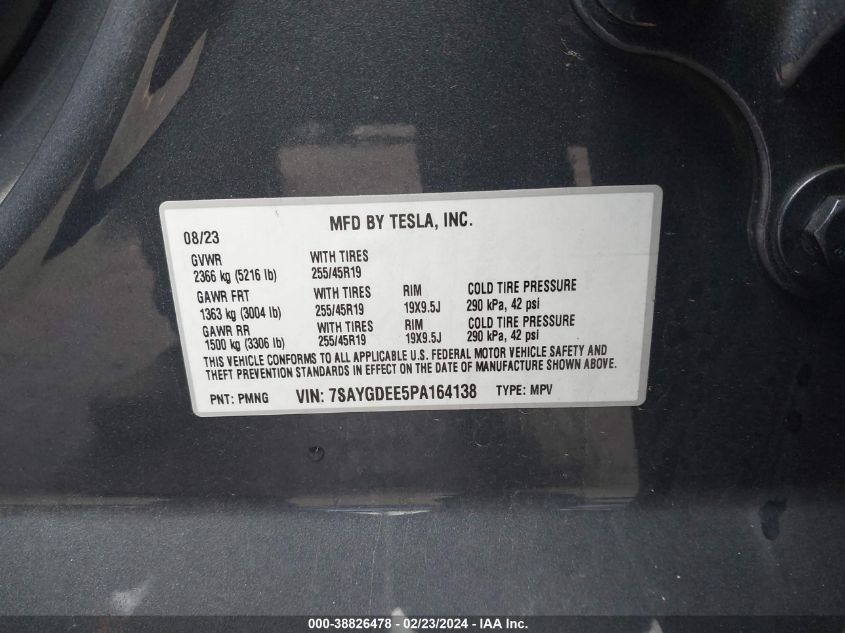 MFD BY TESLA, INC.
08/23
GVWR WITH TIRES
2366 kg (5216 lb) 255/45R19
GAWR FRT WITH TIRES RIM COLD TIRE PRESSURE
1363 kg (3004 lb) 255/45R19 19X9.5J 290 kPa, 42 psi
GAWR RR WITH TIRES RIM COLD TIRE PRESSURE
1500 kg (3306 lb) 255/45R19 19X9.5J 290 kPa, 42 psi
THIS VEHICLE CONFORMS TO ALL APPLICABLE U.S. FEDERAL MOTOR VEHICLE SAFETY AND
THEFT PREVENTION STANDARDS IN EFFECT ON THE DATE OF MANUFACTURE SHOWN ABOVE.
PNT: PMNG VIN: 7SAYGDEE5PA164138 TYPE: MPV
000-38826478 - 02/23/2024 - IAA Inc.